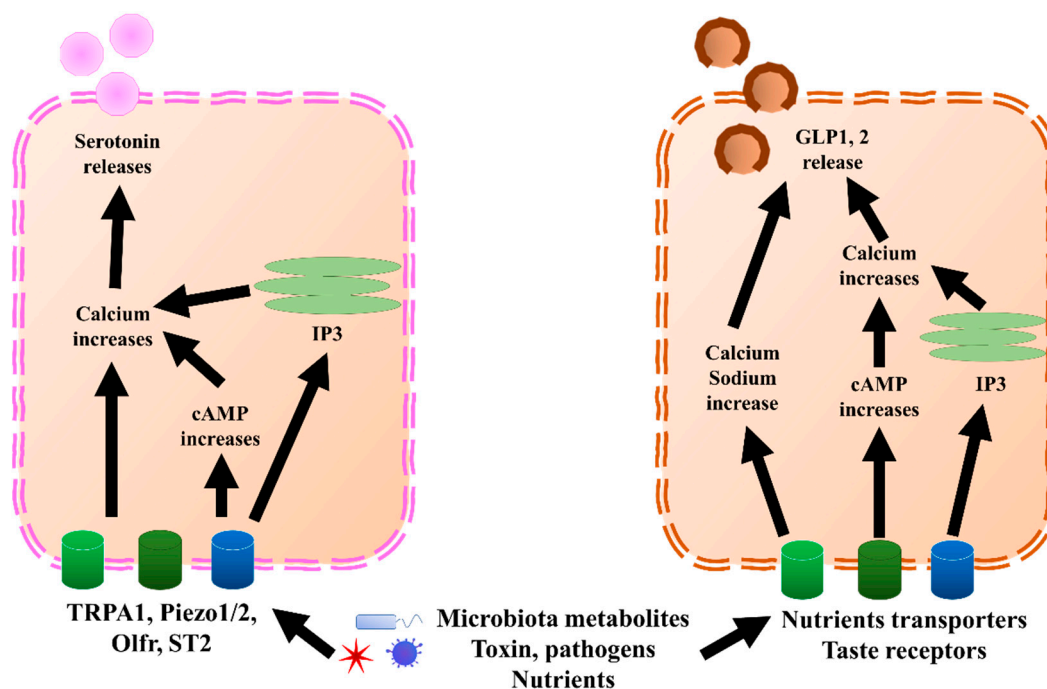 Serotonin
releases
Calcium
increases
IP3
cAMP
increases
TRPA1, Piezo1/2,
Olfr, ST2
GLP1, 2
release
Calcium
increases
Calcium
Sodium
increase
cAMP
increases
IP3
Nutrients transporters
Taste receptors
Microbiota metabolites
Toxin, pathogens
Nutrients